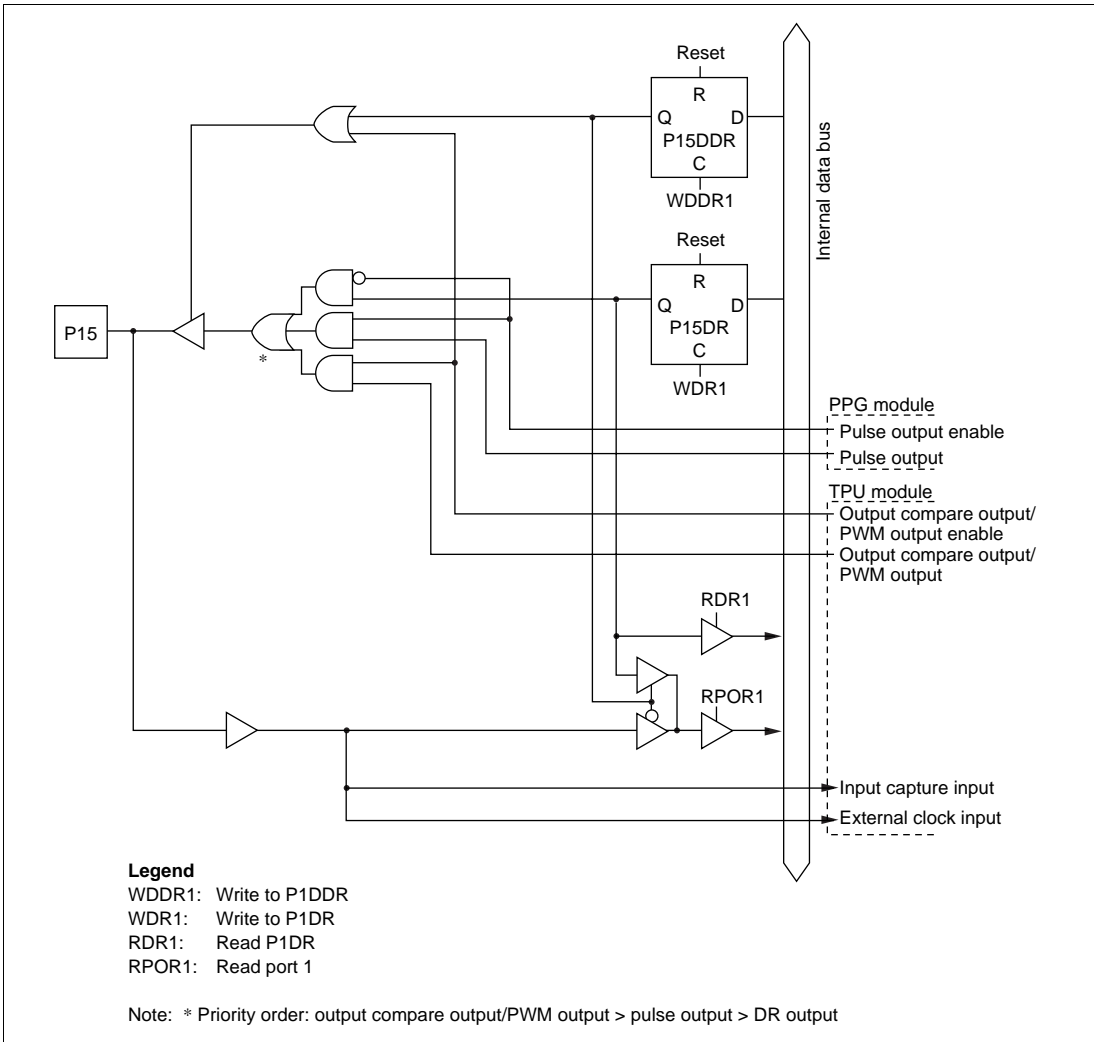 Reset
R
Q D
P15DDR
C
WDDR1
Internal data bus
Reset
R
Q D
P15DR
C
WDR1
P15
*
PPG module
Pulse output enable
Pulse output
TPU module
Output compare output/
PWM output enable
Output compare output/
PWM output
RDR1
RPOR1
Input capture input
External clock input
Legend
WDDR1: Write to P1DDR
WDR1: Write to P1DR
RDR1: Read P1DR
RPOR1: Read port 1
Note: * Priority order: output compare output/PWM output > pulse output > DR output